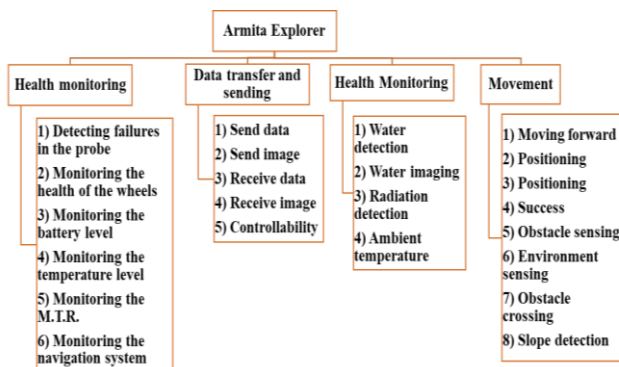 Armita Explorer
Health monitoring
1) Detecting failures
in the probe
2) Monitoring the
health of the wheels
3) Monitoring the
battery level
4) Monitoring the
temperature level
5) Monitoring the
M.T.R.
6) Monitoring the
navigation system
Data transfer and
sending
1) Send data
2) Send image
3) Receive data
4) Receive image
5) Controllability
Health Monitoring
1) Water
detection
2) Water imaging
3) Radiation
detection
4) Ambient
temperature
Movement
1) Moving forward
2) Positioning
3) Positioning
4) Success
5) Obstacle sensing
6) Environment
sensing
7) Obstacle
crossing
8) Slope detection